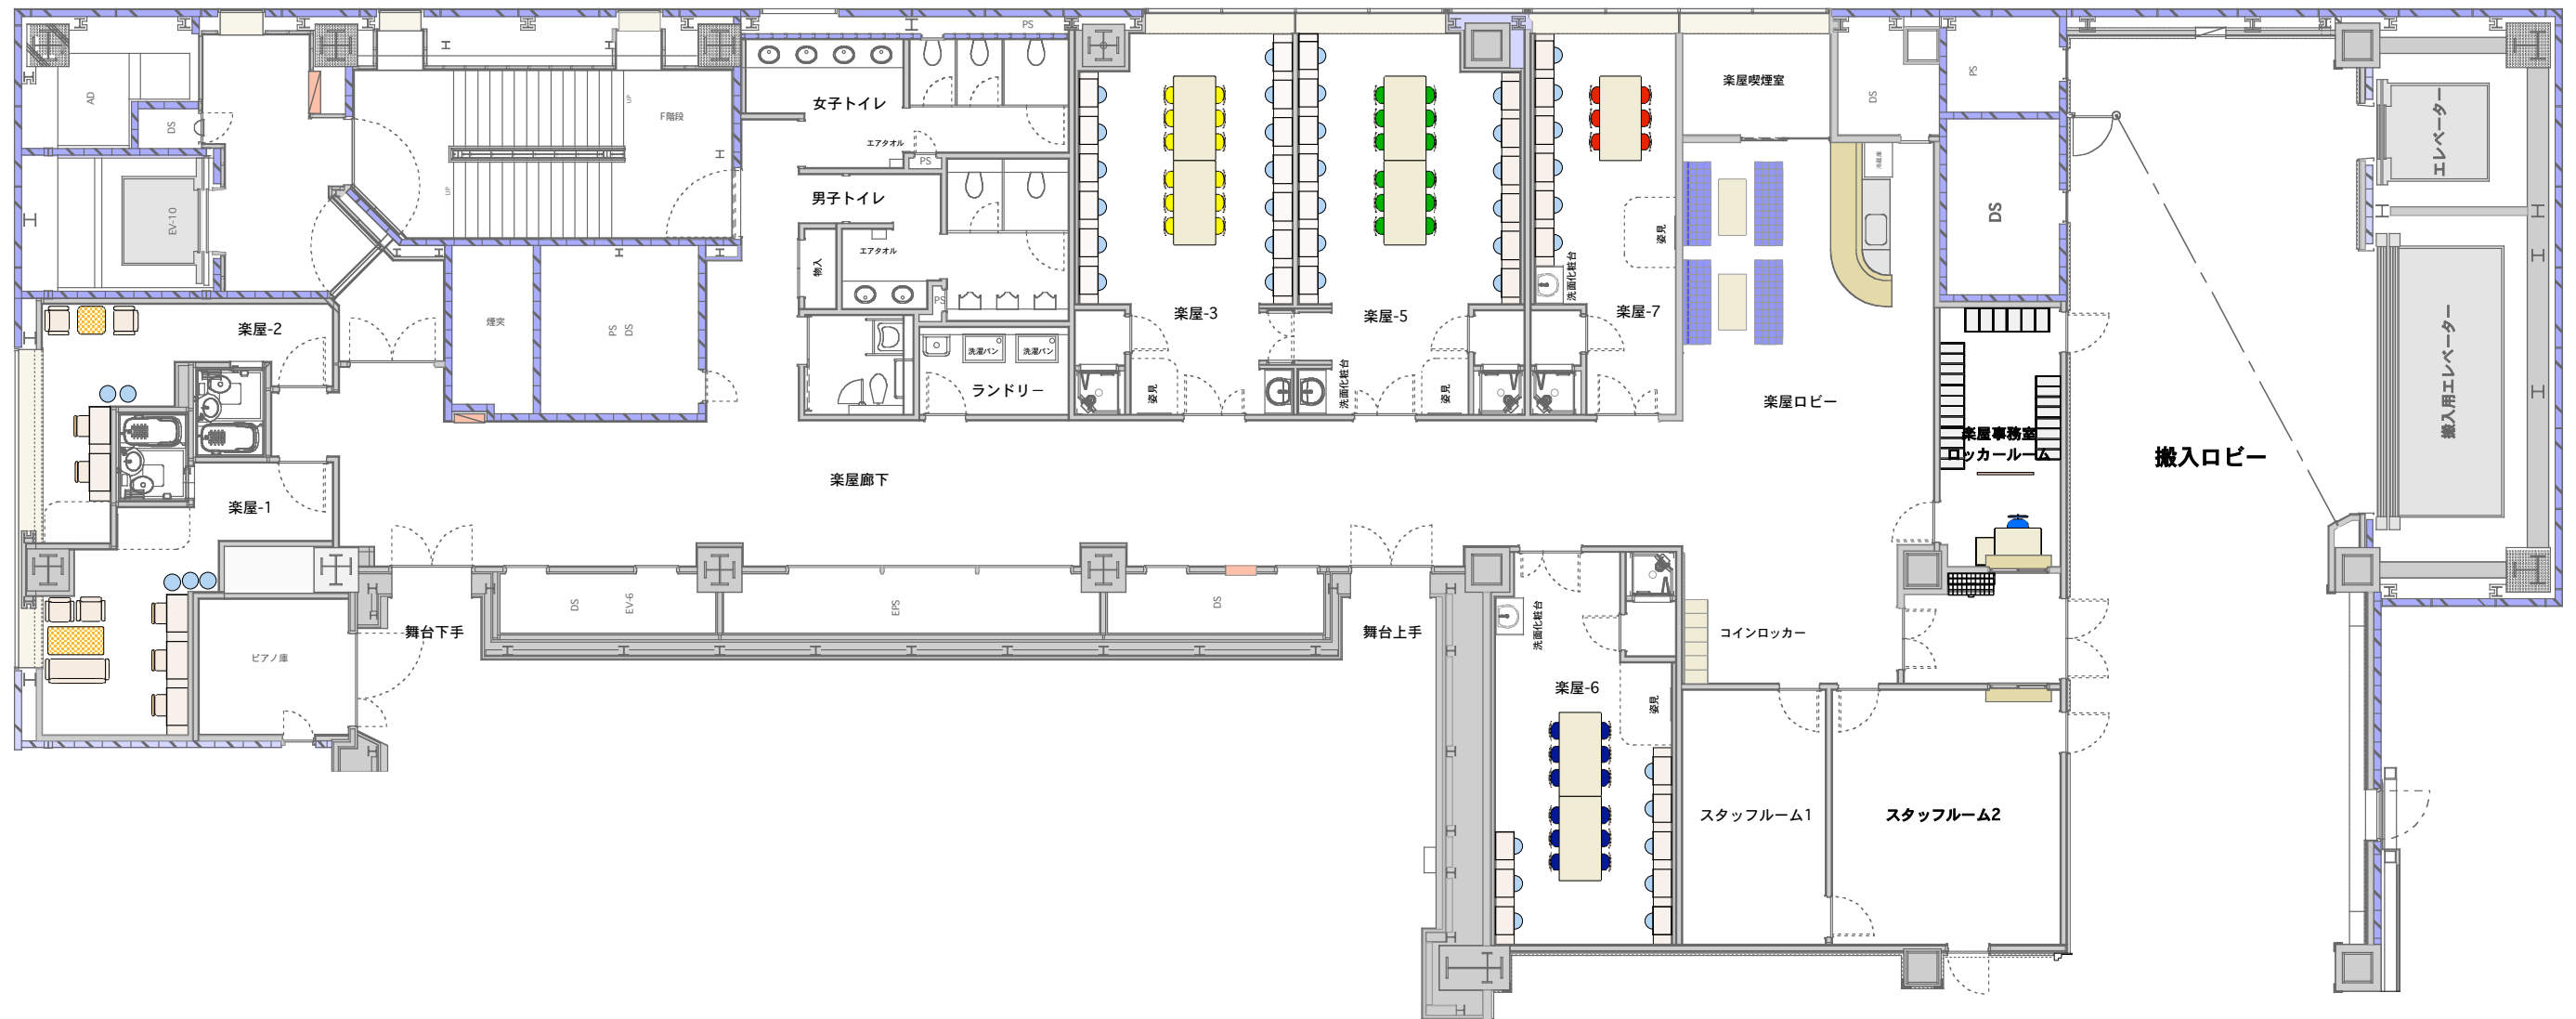 PS
AD
DS
UP
F階段
UP
EV-10
女子トイレ
エアタオル
PS
男子トイレ
エアタオル
物入
PS
煙突
PS
DS
洗濯パン
洗濯パン
ランドリー
楽屋-2
楽屋-1
楽屋-3
姿見
楽屋-5
洗面化粧台
姿見
楽屋-7
洗面化粧台
姿見
楽屋喫煙室
DS
冷蔵庫
PS
DS
楽屋ロビー
楽屋事務室
ロッカールーム
搬入ロビー
エレベーター
搬入用エレベーター
楽屋廊下
ピアノ庫
舞台下手
DS
EV-6
EPS
DS
舞台上手
洗面化粧台
楽屋-6
姿見
コインロッカー
スタッフルーム1
スタッフルーム2